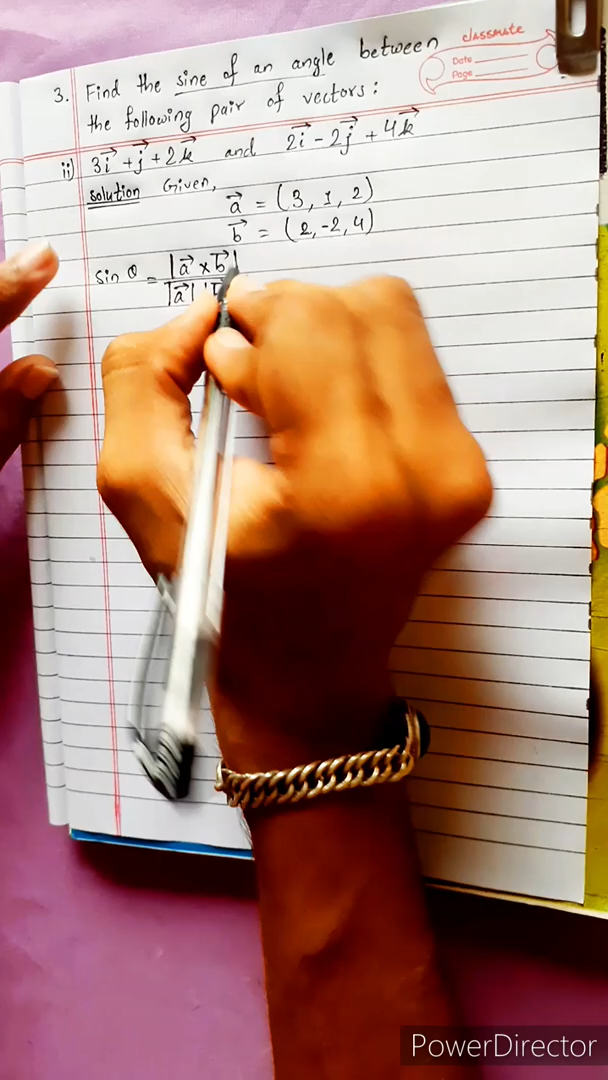 classmate
Date
Page
3. Find the sine of an angle between
the following pair of vectors:
ii) 3i⃗ + j⃗ + 2k⃗ and 2i⃗ - 2j⃗ + 4k⃗
solution Given,
a⃗ = (3, 1, 2)
b⃗ = (2, -2, 4)
sin θ = |a⃗ × b⃗|
|a⃗| |b⃗
PowerDirector